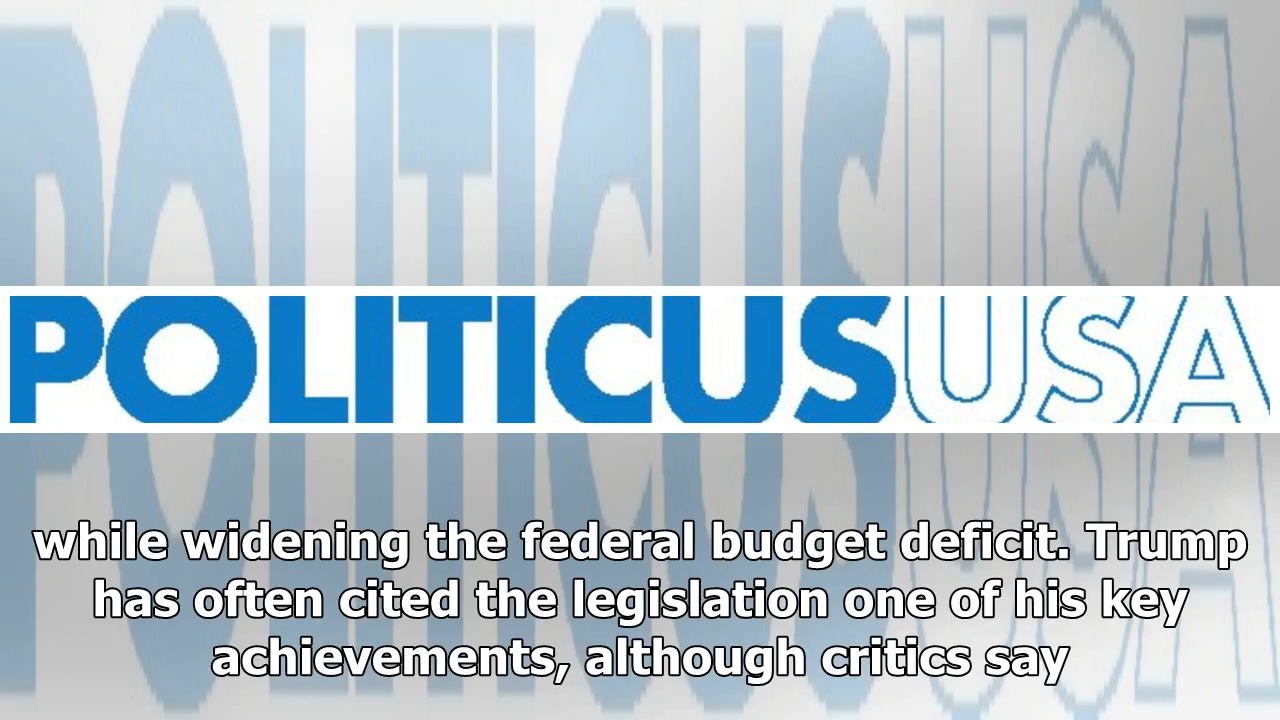 POLITICUSUSA
POLITICUSUSA
while widening the federal budget deficit. Trump
has often cited the legislation one of his key
achievements, although critics say